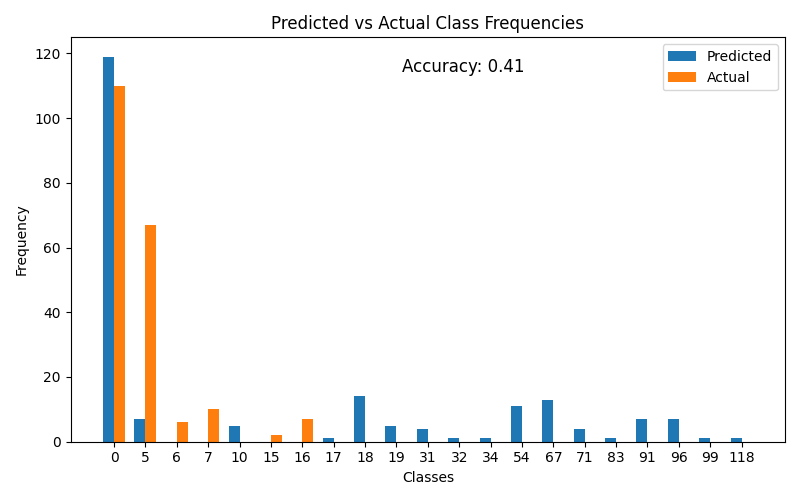 Predicted vs Actual Class Frequencies
Accuracy: 0.41
Predicted
Actual
Frequency
120
100
80
60
40
20
0
0 5 6 7 10 15 16 17 18 19 31 32 34 54 67 71 83 91 96 99 118
Classes